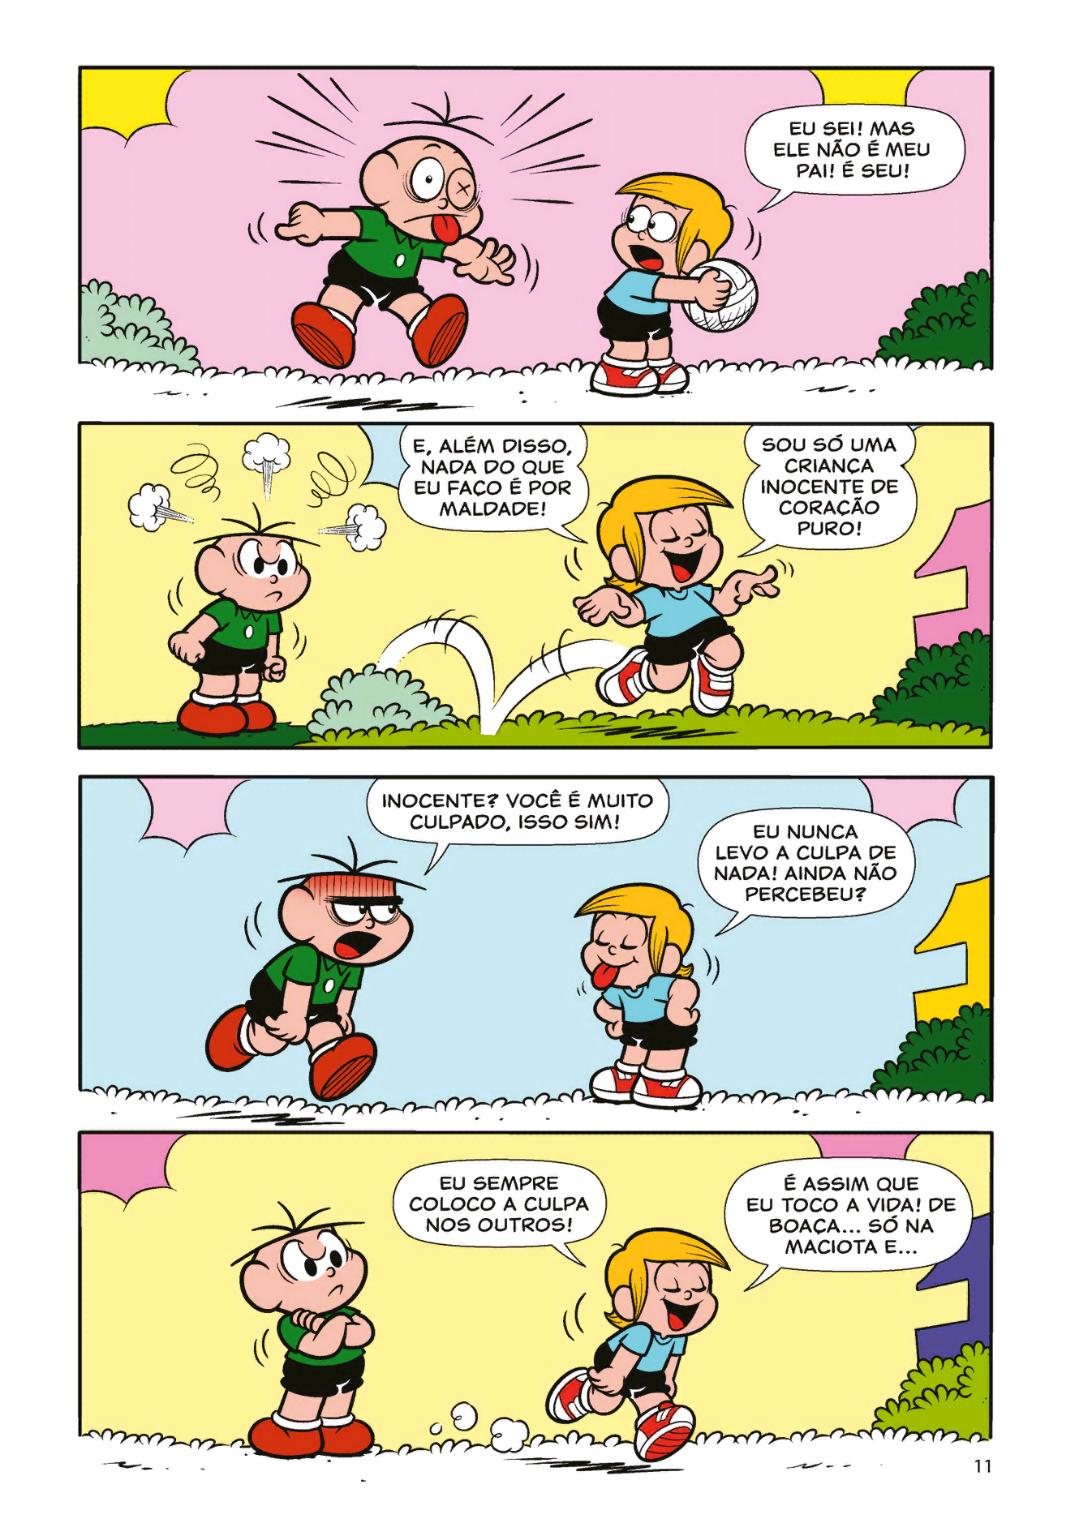 EU SEI! MAS
ELE NÃO É MEU
PAI! É SEU!
E, ALÉM DISSO,
NADA DO QUE
EU FAÇO É POR
MALDADE!
SOU SÓ UMA
CRIANÇA
INOCENTE DE
CORAÇÃO
PURO!
INOCENTE? VOCÊ É MUITO
CULPADO, ISSO SIM!
EU NUNCA
LEVO A CULPA DE
NADA! AINDA NÃO
PERCEBEU?
EU SEMPRE
COLOCO A CULPA
NOS OUTROS!
É ASSIM QUE
EU TOCO A VIDA! DE
BOAÇA... SÓ NA
MACIOTA E...
11